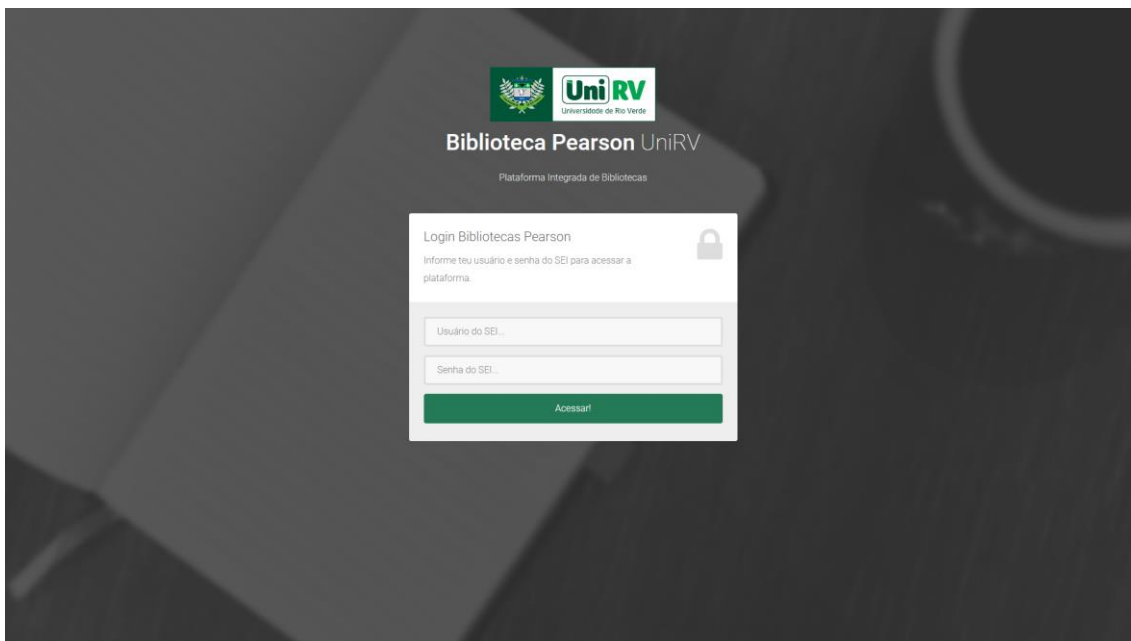 Uni RV
Universidade de Rio Verde
Biblioteca Pearson UniRV
Plataforma Integrada de Bibliotecas
Login Bibliotecas Pearson
Informe teu usuário e senha do SEI para acessar a
plataforma.
Usuário do SEI...
Senha do SEI...
Acessar!